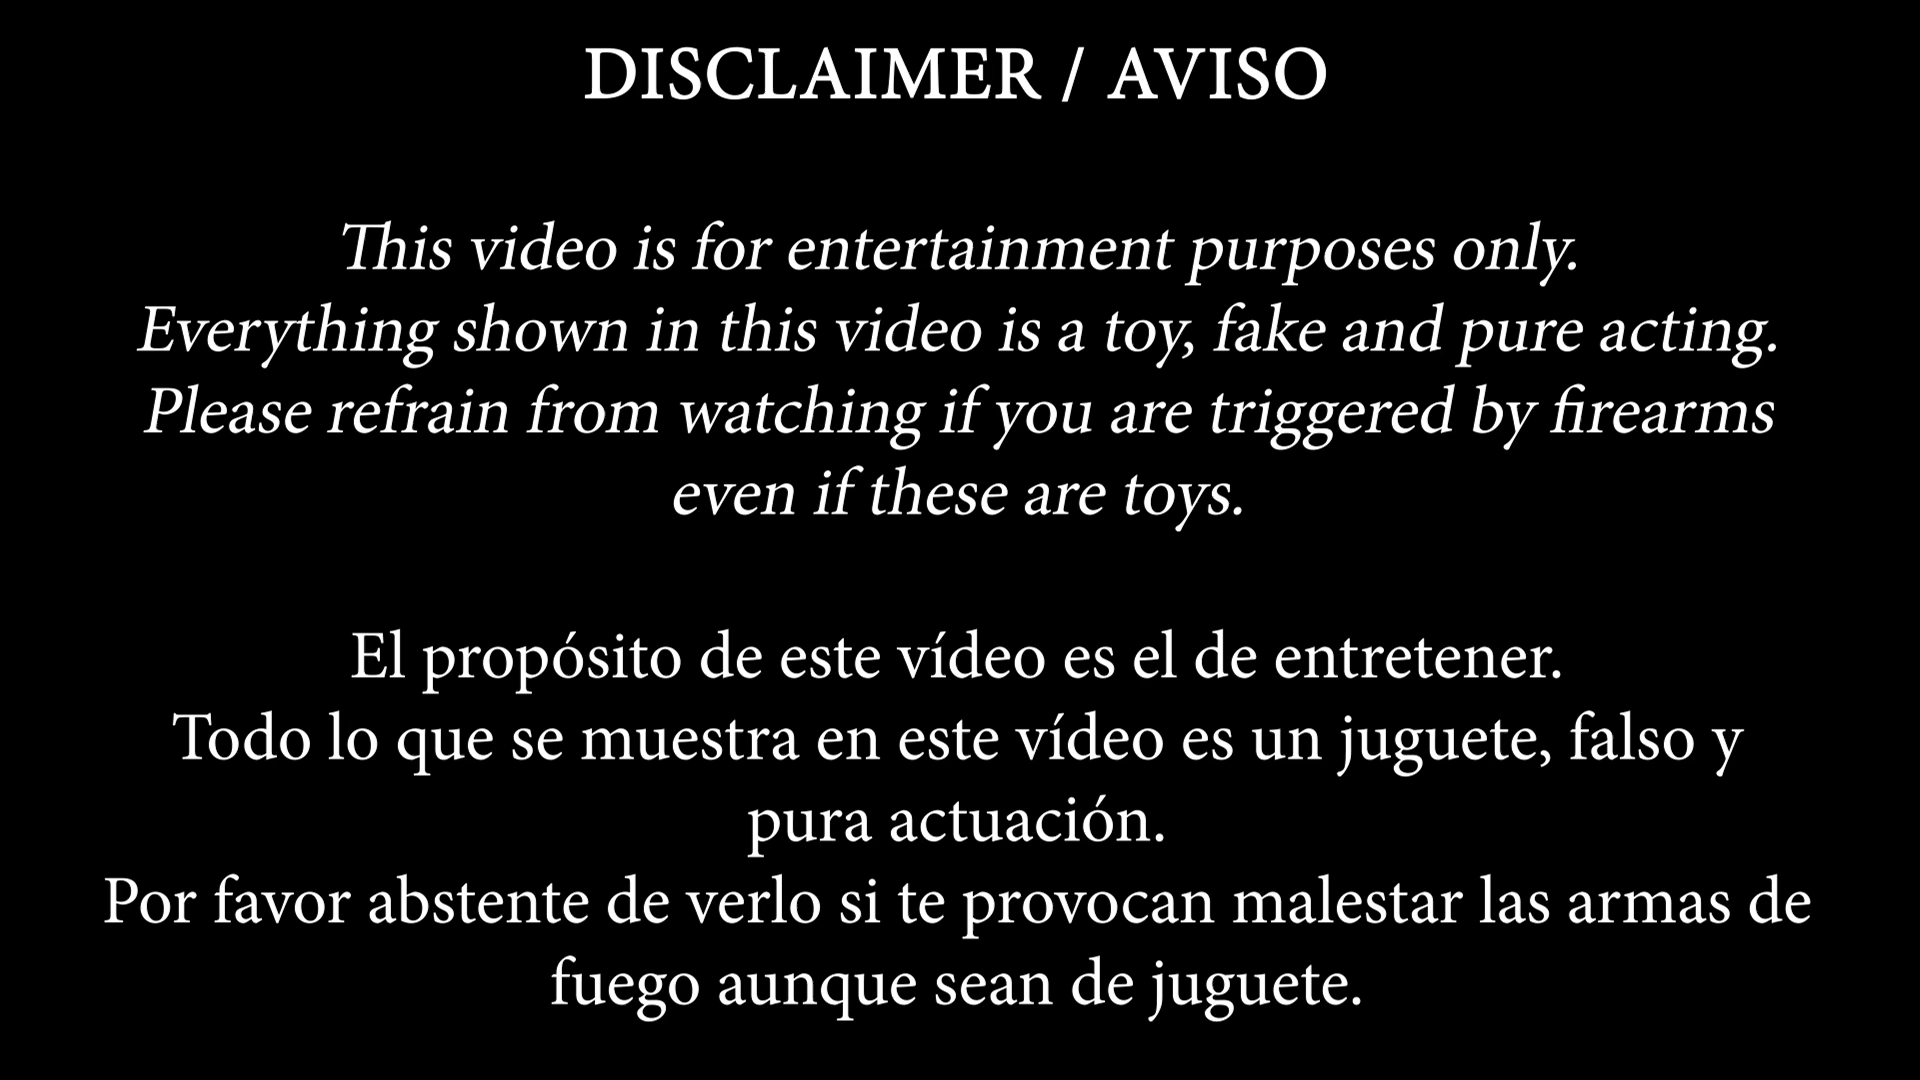 DISCLAIMER / AVISO
This video is for entertainment purposes only.
Everything shown in this video is a toy, fake and pure acting.
Please refrain from watching if you are triggered by firearms
even if these are toys.
El propósito de este vídeo es el de entretener.
Todo lo que se muestra en este vídeo es un juguete, falso y
pura actuación.
Por favor abstente de verlo si te provocan malestar las armas de
fuego aunque sean de juguete.